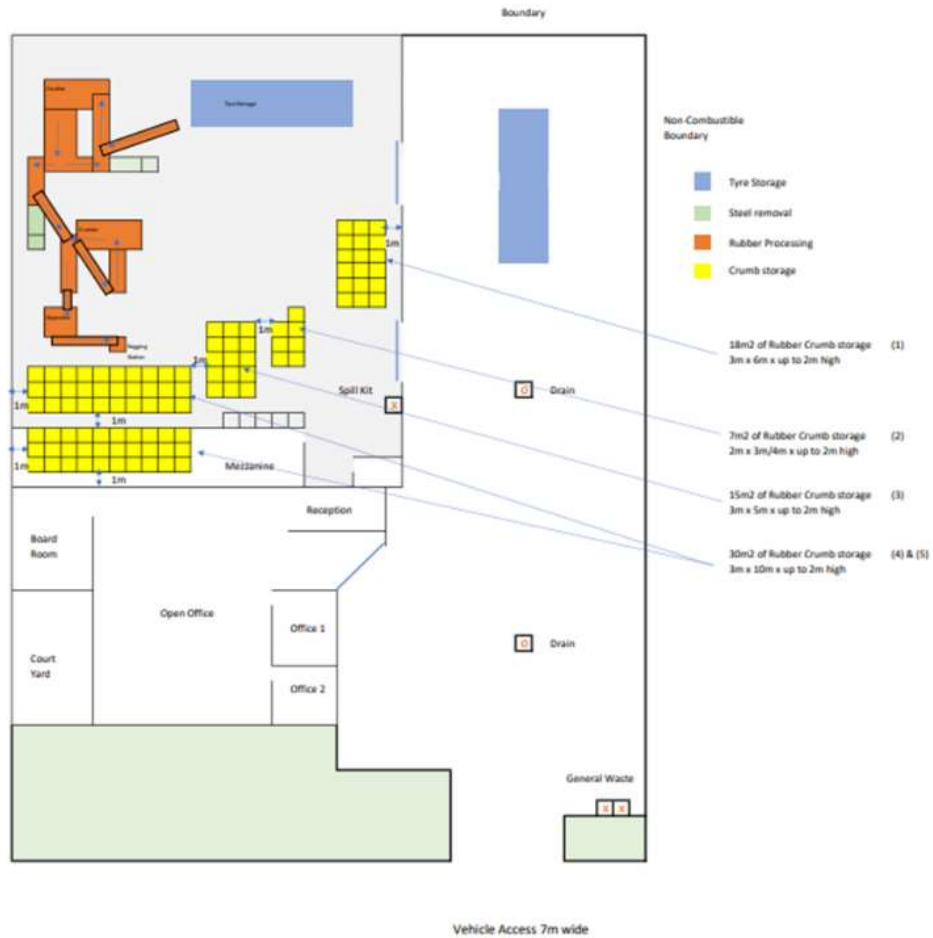 Boundary
Tyre Storage
Non-Combustible
Boundary
Tyre Storage
Steel removal
Rubber Processing
Crumb storage
1m
18m2 of Rubber Crumb storage (1)
3m x 6m x up to 2m high
1m
1m
Spill Kit
X
O
Drain
1m
1m
7m2 of Rubber Crumb storage (2)
2m x 3m/4m x up to 2m high
Mezzanine
1m
1m
15m2 of Rubber Crumb storage (3)
3m x 5m x up to 2m high
Reception
Board
Room
30m2 of Rubber Crumb storage (4) & (5)
3m x 10m x up to 2m high
Open Office
Office 1
O
Drain
Court
Yard
Office 2
General Waste
X X
Vehicle Access 7m wide